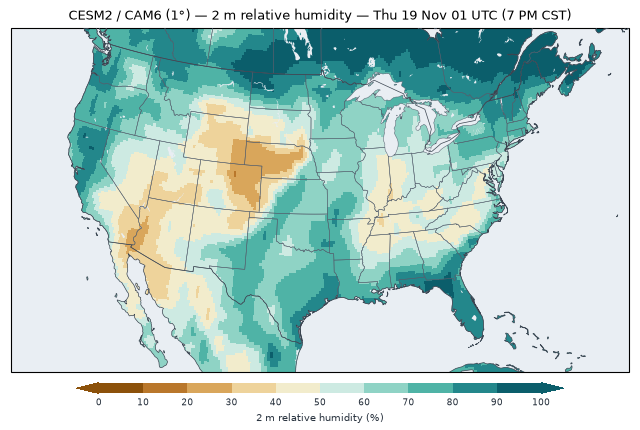 CESM2 / CAM6 (1°) — 2 m relative humidity — Thu 19 Nov 01 UTC (7 PM CST)
0 10 20 30 40 50 60 70 80 90 100
2 m relative humidity (%)